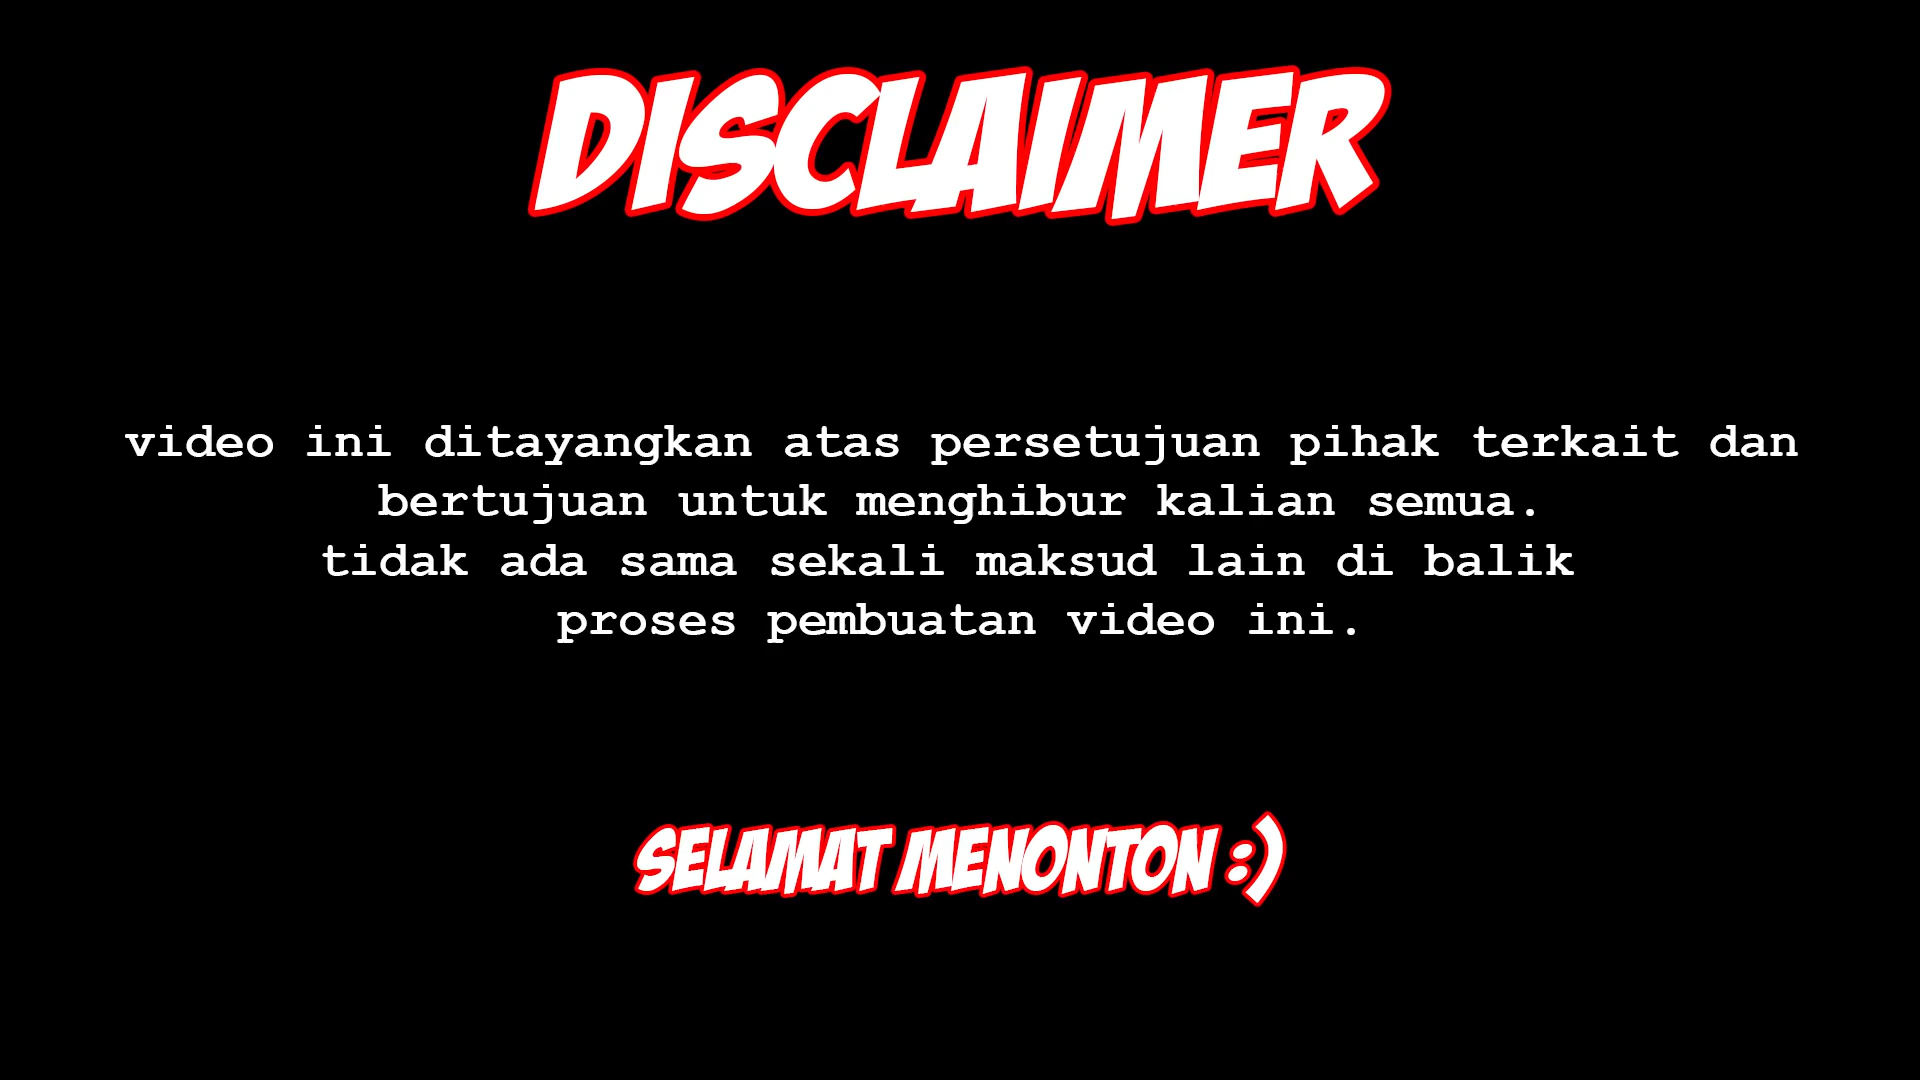 DISCLAIMER
video ini ditayangkan atas persetujuan pihak terkait dan
bertujuan untuk menghibur kalian semua.
tidak ada sama sekali maksud lain di balik
proses pembuatan video ini.
SELAMAT MENONTON :)